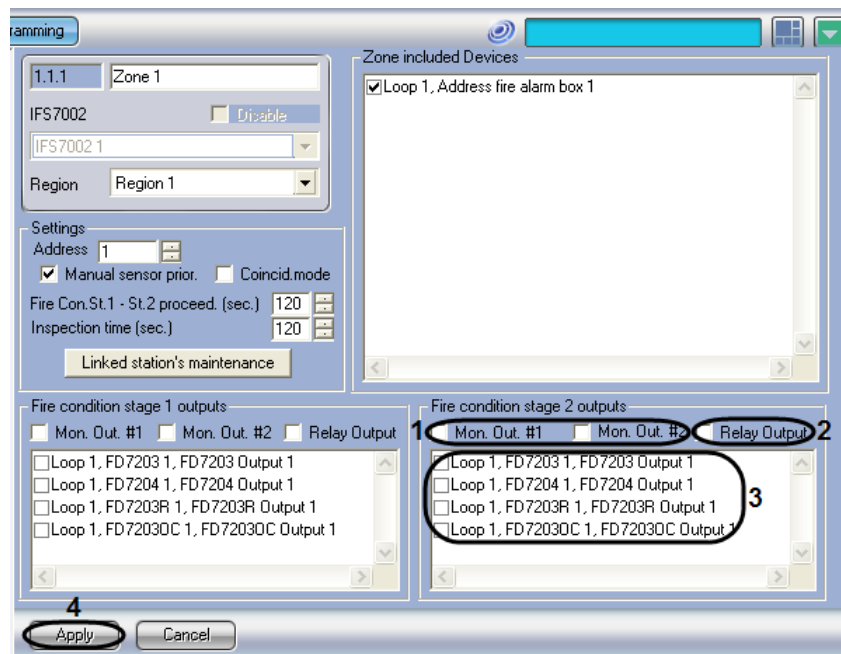 ramming
1.1.1 Zone 1
IFS7002 Disable
IFS7002 1
Region Region 1
Settings
Address 1
Manual sensor prior. Coincid.mode
Fire Con.St.1 - St.2 proceed. (sec.) 120
Inspection time (sec.) 120
Linked station's maintenance
Zone included Devices
Loop 1, Address fire alarm box 1
Fire condition stage 1 outputs
Mon. Out. #1 Mon. Out. #2 Relay Output
Loop 1, FD7203 1, FD7203 Output 1
Loop 1, FD7204 1, FD7204 Output 1
Loop 1, FD7203R 1, FD7203R Output 1
Loop 1, FD7203OC 1, FD7203OC Output 1
Fire condition stage 2 outputs
1 Mon. Out. #1 Mon. Out. #2 Relay Output 2
Loop 1, FD7203 1, FD7203 Output 1
Loop 1, FD7204 1, FD7204 Output 1
Loop 1, FD7203R 1, FD7203R Output 1
Loop 1, FD7203OC 1, FD7203OC Output 1
3
4
Apply Cancel